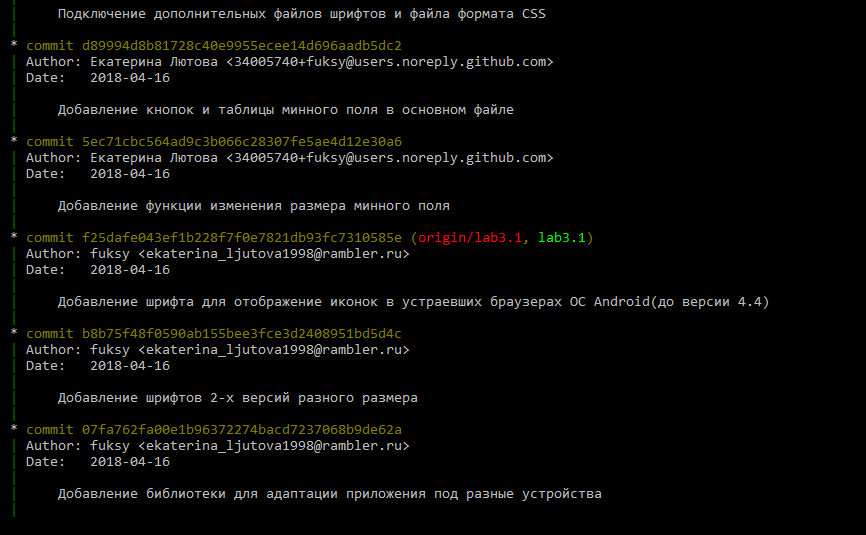 Подключение дополнительных файлов шрифтов и файла формата CSS
* commit d89994d8b81728c40e9955ecee14d696aadb5dc2
| Author: Екатерина Лютова <34005740+fuksy@users.noreply.github.com>
| Date: 2018-04-16
Добавление кнопок и таблицы минного поля в основном файле
* commit 5ec71cbc564ad9c3b066c28307fe5ae4d12e30a6
| Author: Екатерина Лютова <34005740+fuksy@users.noreply.github.com>
| Date: 2018-04-16
Добавление функции изменения размера минного поля
* commit f25dafe043ef1b228f7f0e7821db93fc7310585e (origin/lab3.1, lab3.1)
| Author: fuksy <ekaterina_ljutova1998@rambler.ru>
| Date: 2018-04-16
Добавление шрифта для отображение иконок в устраевших браузерах ОС Android(до версии 4.4)
* commit b8b75f48f0590ab155bee3fce3d2408951bd5d4c
| Author: fuksy <ekaterina_ljutova1998@rambler.ru>
| Date: 2018-04-16
Добавление шрифтов 2-х версий разного размера
* commit 07fa762fa00e1b96372274bacd7237068b9de62a
| Author: fuksy <ekaterina_ljutova1998@rambler.ru>
| Date: 2018-04-16
Добавление библиотеки для адаптации приложения под разные устройства